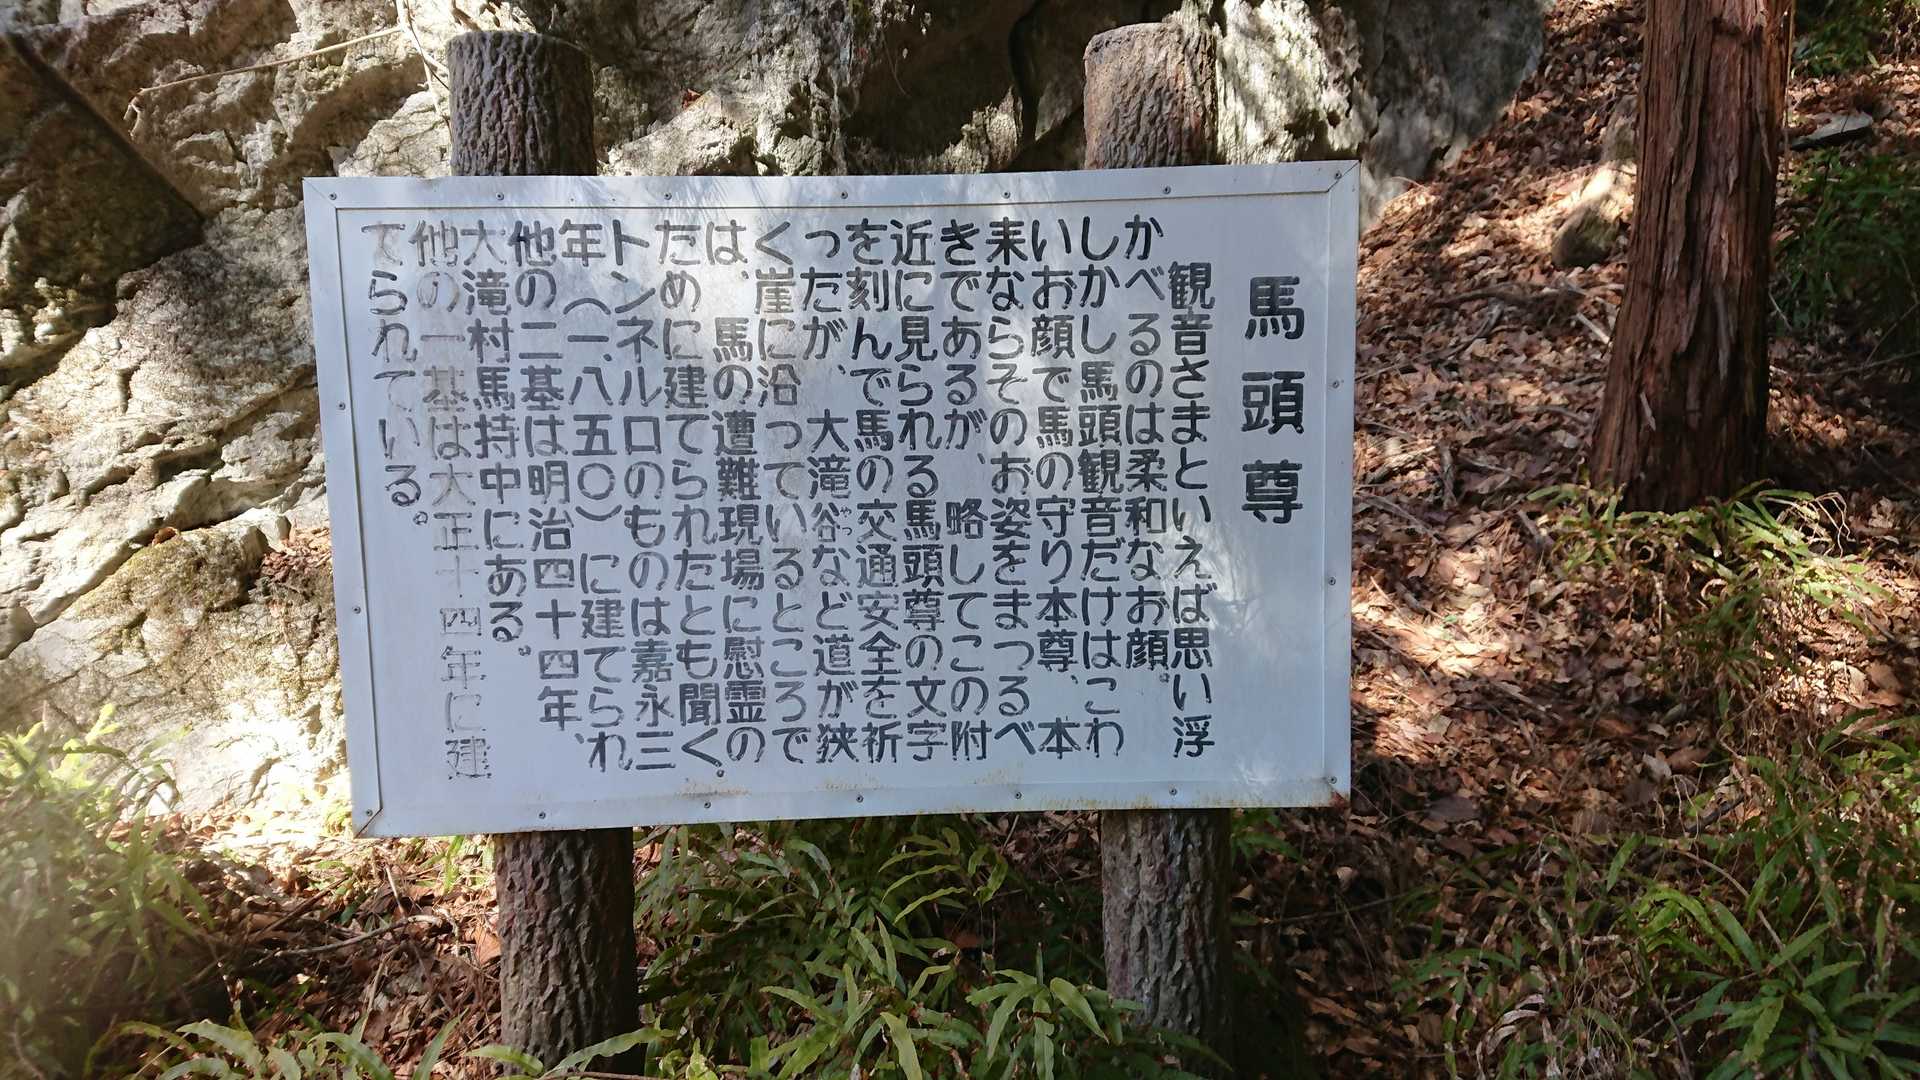 馬頭尊
観音さまといえば思い浮
かべるのは柔和なお顔。
しかし馬頭観音だけはこわ
いお顔で馬の守り本尊、本
来ならそのお姿をまつるべ
きであるが、略してこの附
近に見られる馬頭尊の文字
を刻んで馬の交通安全を祈
ったが、大滝谷など道が狭
く崖に沿っているところで
は、馬の遭難現場に慰霊の
ために建てられたとも聞く
トンネル口のものは嘉永三
年(一、八五〇)に建てられ
他の二基は明治四十四年、
大滝村馬持中にある。
他の一基は大正十四年に建
てられている。